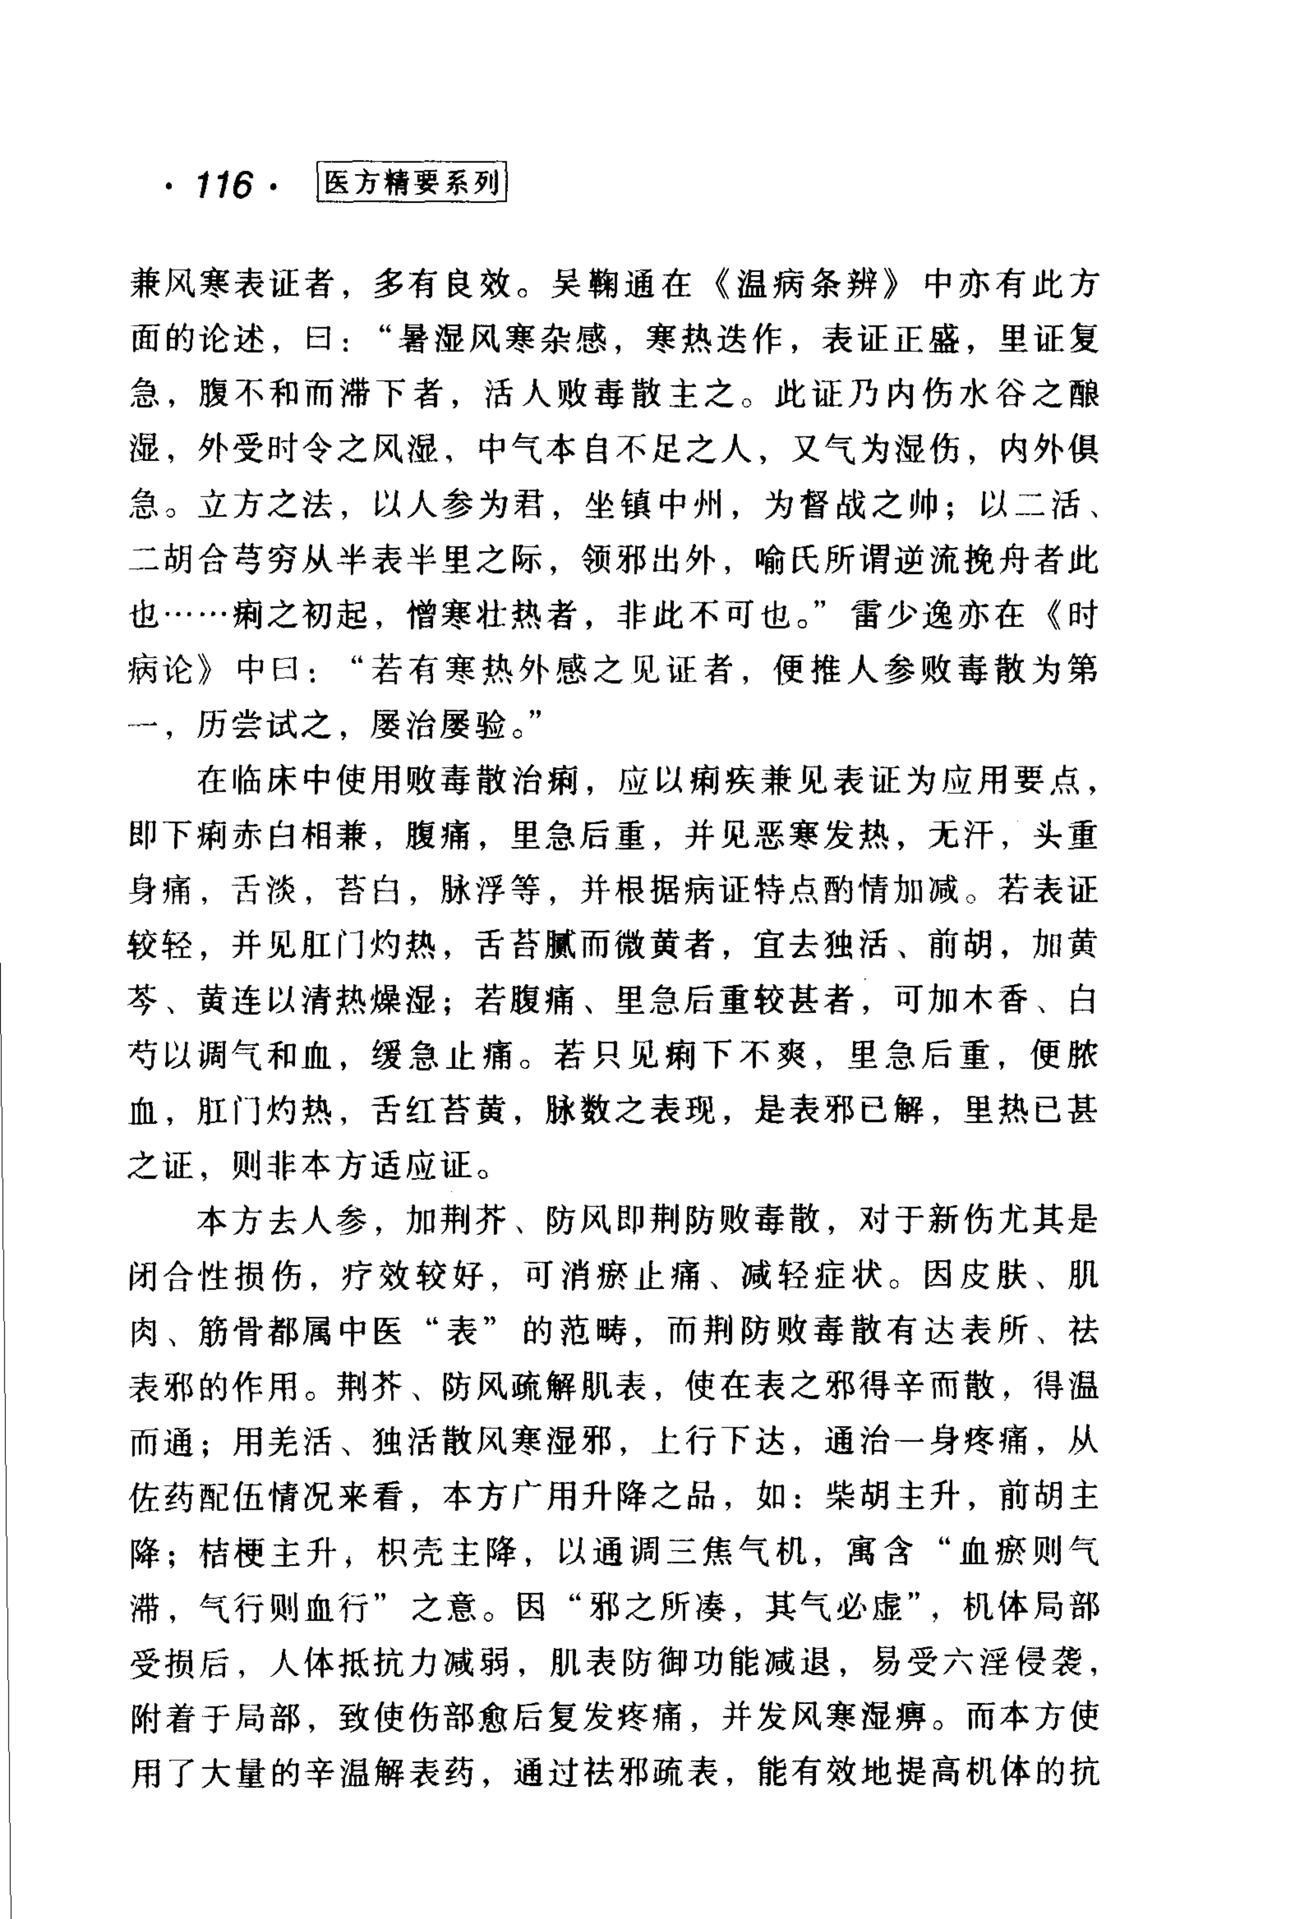 · 116 · 医方精要系列
兼风寒表证者，多有良效。吴鞠通在《温病条辨》中亦有此方
面的论述，曰：“暑湿风寒杂感，寒热迭作，表证正盛，里证复
急，腹不和而滞下者，活人败毒散主之。此证乃内伤水谷之酿
湿，外受时令之风湿，中气本自不足之人，又气为湿伤，内外俱
急。立方之法，以人参为君，坐镇中州，为督战之帅；以二活、
二胡合芎穷从半表半里之际，领邪出外，喻氏所谓逆流挽舟者此
也……痢之初起，憎寒壮热者，非此不可也。”雷少逸亦在《时
病论》中曰：“若有寒热外感之见证者，便推人参败毒散为第
一，历尝试之，屡治屡验。”
在临床中使用败毒散治痢，应以痢疾兼见表证为应用要点，
即下痢赤白相兼，腹痛，里急后重，并见恶寒发热，无汗，头重
身痛，舌淡，苔白，脉浮等，并根据病证特点酌情加减。若表证
较轻，并见肛门灼热，舌苔腻而微黄者，宜去独活、前胡，加黄
芩、黄连以清热燥湿；若腹痛、里急后重较甚者，可加木香、白
芍以调气和血，缓急止痛。若只见痢下不爽，里急后重，便脓
血，肛门灼热，舌红苔黄，脉数之表现，是表邪已解，里热已甚
之证，则非本方适应证。
本方去人参，加荆芥、防风即荆防败毒散，对于新伤尤其是
闭合性损伤，疗效较好，可消瘀止痛、减轻症状。因皮肤、肌
肉、筋骨都属中医“表”的范畴，而荆防败毒散有达表所、祛
表邪的作用。荆芥、防风疏解肌表，使在表之邪得辛而散，得温
而通；用羌活、独活散风寒湿邪，上行下达，通治一身疼痛，从
佐药配伍情况来看，本方广用升降之品，如：柴胡主升，前胡主
降；桔梗主升，枳壳主降，以通调三焦气机，寓含“血瘀则气
滞，气行则血行”之意。因“邪之所凑，其气必虚”，机体局部
受损后，人体抵抗力减弱，肌表防御功能减退，易受六淫侵袭，
附着于局部，致使伤部愈后复发疼痛，并发风寒湿痹。而本方使
用了大量的辛温解表药，通过祛邪疏表，能有效地提高机体的抗